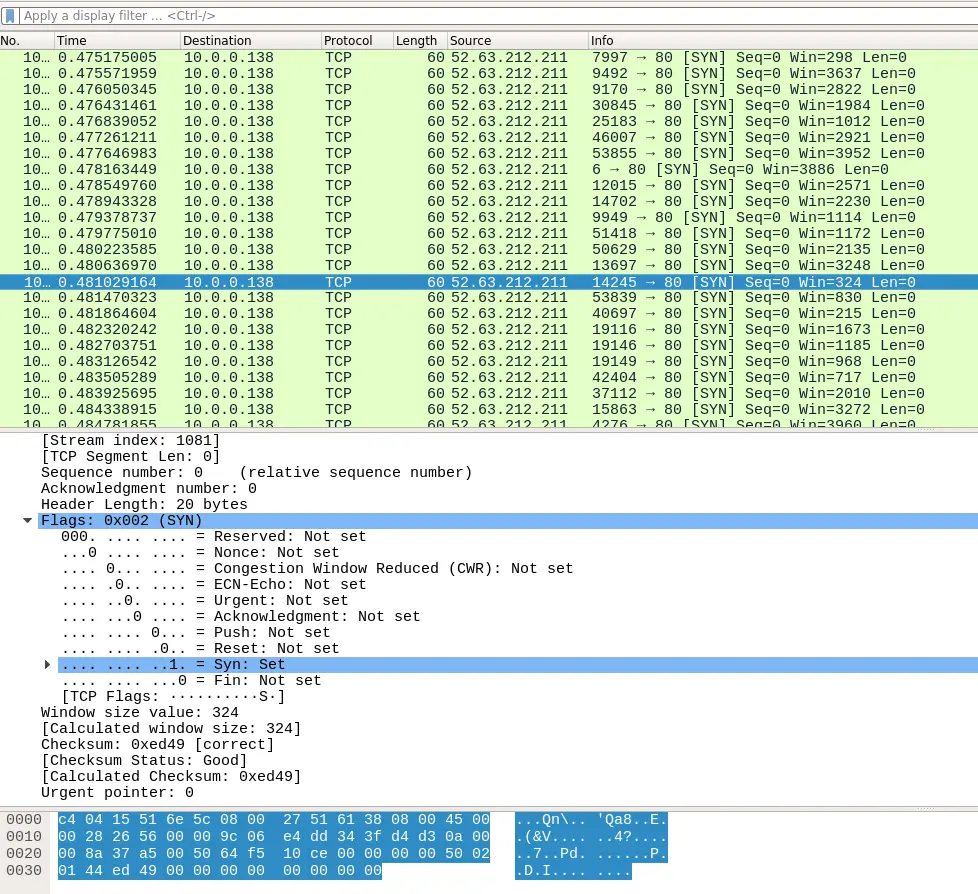 Apply a display filter ... <Ctrl-/>
No. Time Destination Protocol Length Source Info
10… 0.475175005 10.0.0.138 TCP 60 52.63.212.211 7997 → 80 [SYN] Seq=0 Win=298 Len=0
10… 0.475571959 10.0.0.138 TCP 60 52.63.212.211 9492 → 80 [SYN] Seq=0 Win=3637 Len=0
10… 0.476050345 10.0.0.138 TCP 60 52.63.212.211 9170 → 80 [SYN] Seq=0 Win=2822 Len=0
10… 0.476431461 10.0.0.138 TCP 60 52.63.212.211 30845 → 80 [SYN] Seq=0 Win=1984 Len=0
10… 0.476839052 10.0.0.138 TCP 60 52.63.212.211 25183 → 80 [SYN] Seq=0 Win=1012 Len=0
10… 0.477261211 10.0.0.138 TCP 60 52.63.212.211 46007 → 80 [SYN] Seq=0 Win=2921 Len=0
10… 0.477646983 10.0.0.138 TCP 60 52.63.212.211 53855 → 80 [SYN] Seq=0 Win=3952 Len=0
10… 0.478163449 10.0.0.138 TCP 60 52.63.212.211 6 → 80 [SYN] Seq=0 Win=3886 Len=0
10… 0.478549760 10.0.0.138 TCP 60 52.63.212.211 12015 → 80 [SYN] Seq=0 Win=2571 Len=0
10… 0.478943328 10.0.0.138 TCP 60 52.63.212.211 14702 → 80 [SYN] Seq=0 Win=2230 Len=0
10… 0.479378737 10.0.0.138 TCP 60 52.63.212.211 9949 → 80 [SYN] Seq=0 Win=1114 Len=0
10… 0.479775010 10.0.0.138 TCP 60 52.63.212.211 51418 → 80 [SYN] Seq=0 Win=1172 Len=0
10… 0.480223585 10.0.0.138 TCP 60 52.63.212.211 50629 → 80 [SYN] Seq=0 Win=2135 Len=0
10… 0.480636970 10.0.0.138 TCP 60 52.63.212.211 13697 → 80 [SYN] Seq=0 Win=3248 Len=0
10… 0.481029164 10.0.0.138 TCP 60 52.63.212.211 14245 → 80 [SYN] Seq=0 Win=324 Len=0
10… 0.481470323 10.0.0.138 TCP 60 52.63.212.211 53839 → 80 [SYN] Seq=0 Win=830 Len=0
10… 0.481864604 10.0.0.138 TCP 60 52.63.212.211 40697 → 80 [SYN] Seq=0 Win=215 Len=0
10… 0.482320242 10.0.0.138 TCP 60 52.63.212.211 19116 → 80 [SYN] Seq=0 Win=1673 Len=0
10… 0.482703751 10.0.0.138 TCP 60 52.63.212.211 19146 → 80 [SYN] Seq=0 Win=1185 Len=0
10… 0.483126542 10.0.0.138 TCP 60 52.63.212.211 19149 → 80 [SYN] Seq=0 Win=968 Len=0
10… 0.483505289 10.0.0.138 TCP 60 52.63.212.211 42404 → 80 [SYN] Seq=0 Win=717 Len=0
10… 0.483925695 10.0.0.138 TCP 60 52.63.212.211 37112 → 80 [SYN] Seq=0 Win=2010 Len=0
10… 0.484338915 10.0.0.138 TCP 60 52.63.212.211 15863 → 80 [SYN] Seq=0 Win=3272 Len=0
10… 0.484781855 10.0.0.138 TCP 60 52.63.212.211 4276 → 80 [SYN] Seq=0 Win=3960 Len=0
[Stream index: 1081]
[TCP Segment Len: 0]
Sequence number: 0    (relative sequence number)
Acknowledgment number: 0
Header Length: 20 bytes
Flags: 0x002 (SYN)
000. .... .... = Reserved: Not set
...0 .... .... = Nonce: Not set
.... 0... .... = Congestion Window Reduced (CWR): Not set
.... .0.. .... = ECN-Echo: Not set
.... ..0. .... = Urgent: Not set
.... ...0 .... = Acknowledgment: Not set
.... .... 0... = Push: Not set
.... .... .0.. = Reset: Not set
.... .... ..1. = Syn: Set
.... .... ...0 = Fin: Not set
[TCP Flags: ··········S·]
Window size value: 324
[Calculated window size: 324]
Checksum: 0xed49 [correct]
[Checksum Status: Good]
[Calculated Checksum: 0xed49]
Urgent pointer: 0
0000 c4 04 15 51 6e 5c 08 00 27 51 61 38 08 00 45 00 ...Qn\.. 'Qa8..E.
0010 00 28 26 56 00 00 9c 06 e4 dd 34 3f d4 d3 0a 00 .(&V.... ..4?....
0020 00 8a 37 a5 00 50 64 f5 10 ce 00 00 00 00 50 02 ..7..Pd. ......P.
0030 01 44 ed 49 00 00 00 00 00 00 00 00 .D.I.... ....